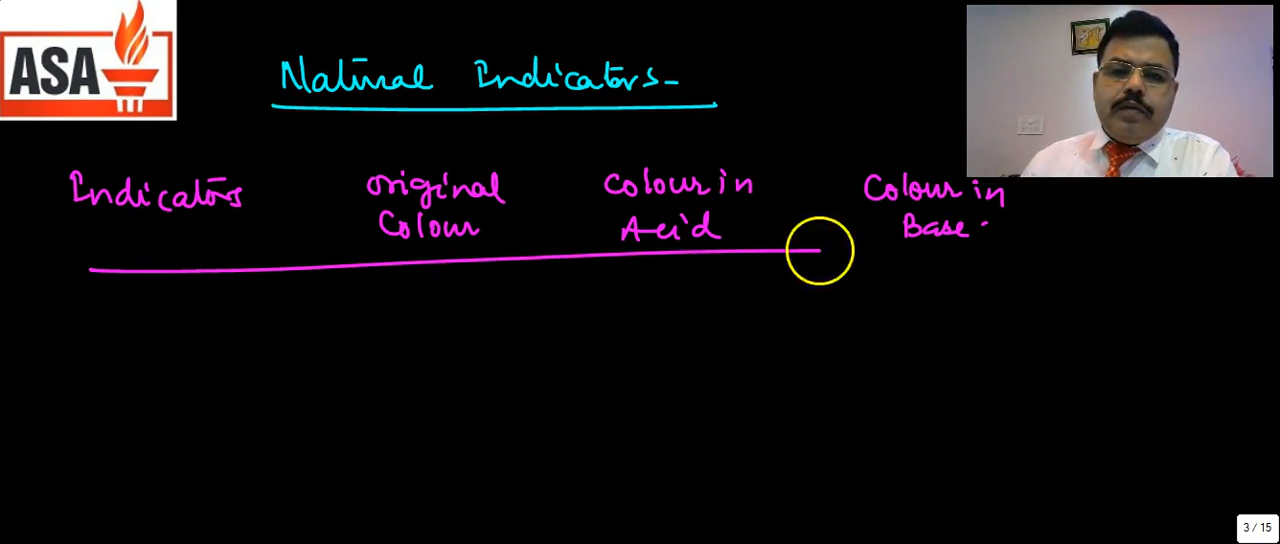 ASA
Natural Indicators-
Indicators original Colour in Colour in
Colour Acid Base.
3 / 15